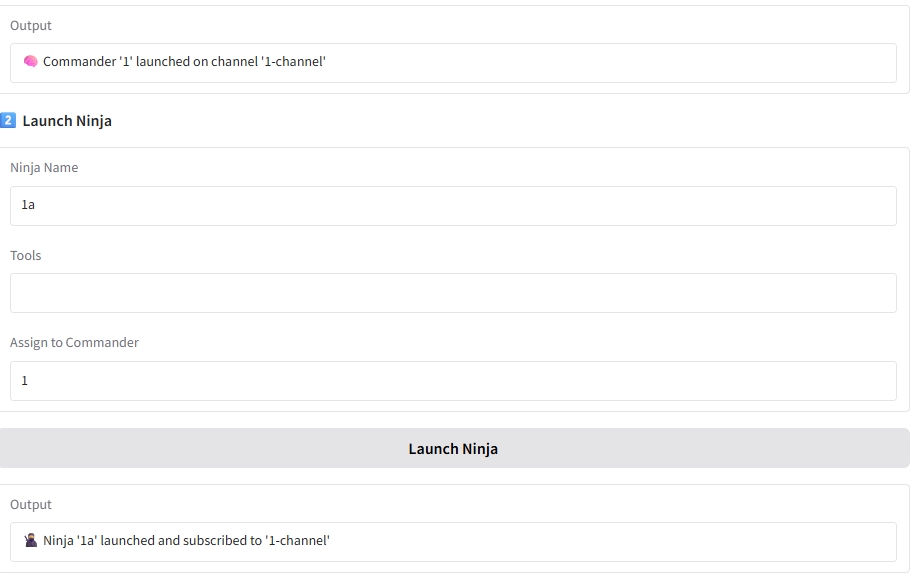 Output
🧠 Commander '1' launched on channel '1-channel'
2️⃣ Launch Ninja
Ninja Name
1a
Tools
Assign to Commander
1
Launch Ninja
Output
🥷 Ninja '1a' launched and subscribed to '1-channel'